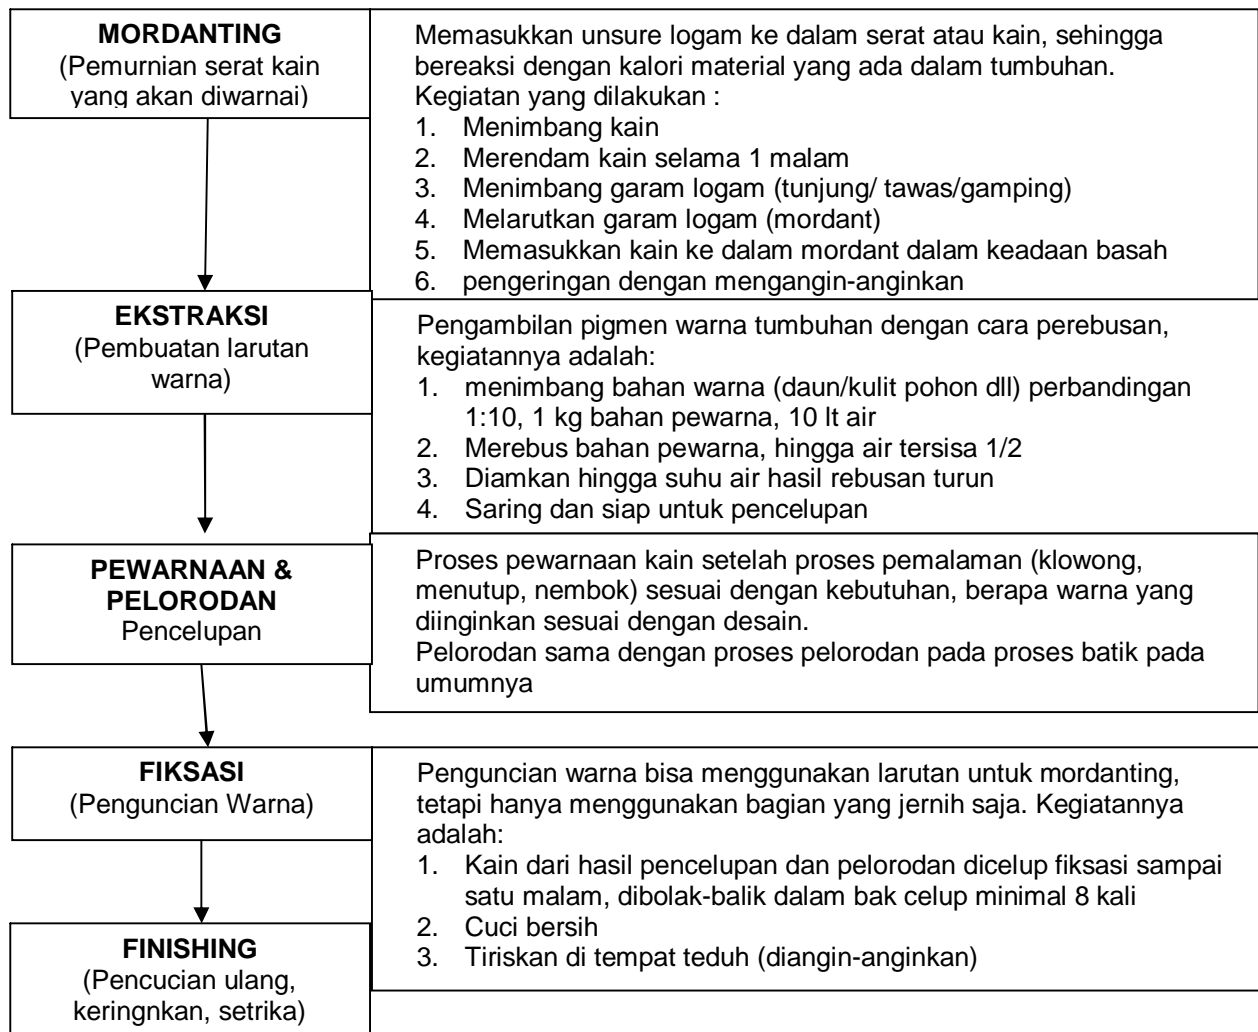 MORDANTING
(Pemurnian serat kain
yang akan diwarnai)
Memasukkan unsure logam ke dalam serat atau kain, sehingga
bereaksi dengan kalori material yang ada dalam tumbuhan.
Kegiatan yang dilakukan :
1. Menimbang kain
2. Merendam kain selama 1 malam
3. Menimbang garam logam (tunjung/ tawas/gamping)
4. Melarutkan garam logam (mordant)
5. Memasukkan kain ke dalam mordant dalam keadaan basah
6. pengeringan dengan mengangin-anginkan
EKSTRAKSI
(Pembuatan larutan
warna)
Pengambilan pigmen warna tumbuhan dengan cara perebusan,
kegiatannya adalah:
1. menimbang bahan warna (daun/kulit pohon dll) perbandingan
1:10, 1 kg bahan pewarna, 10 lt air
2. Merebus bahan pewarna, hingga air tersisa 1/2
3. Diamkan hingga suhu air hasil rebusan turun
4. Saring dan siap untuk pencelupan
PEWARNAAN &
PELORODAN
Pencelupan
Proses pewarnaan kain setelah proses pemalaman (klowong,
menutup, nembok) sesuai dengan kebutuhan, berapa warna yang
diinginkan sesuai dengan desain.
Pelorodan sama dengan proses pelorodan pada proses batik pada
umumnya
FIKSASI
(Penguncian Warna)
Penguncian warna bisa menggunakan larutan untuk mordanting,
tetapi hanya menggunakan bagian yang jernih saja. Kegiatannya
adalah:
1. Kain dari hasil pencelupan dan pelorodan dicelup fiksasi sampai
satu malam, dibolak-balik dalam bak celup minimal 8 kali
2. Cuci bersih
3. Tiriskan di tempat teduh (diangin-anginkan)
FINISHING
(Pencucian ulang,
keringnkan, setrika)